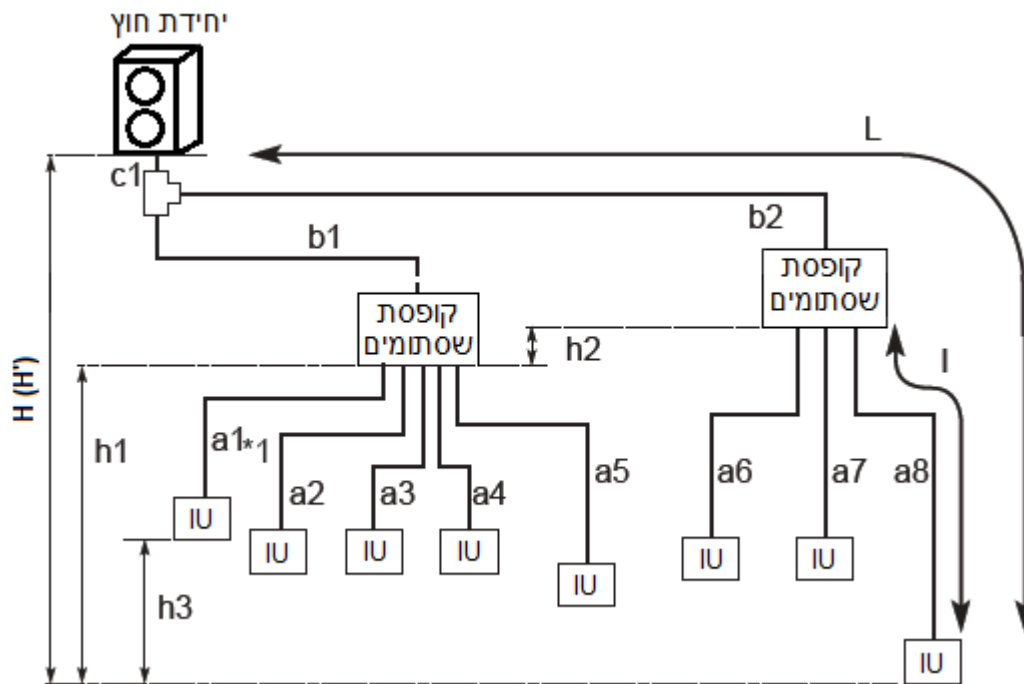 יחידת חוץ
L
c1
b2
b1
קופסת
שסתומים
קופסת
שסתומים
h2
l
H (H')
h1
a1*1
a2
a3
a4
a5
a6
a7
a8
IU
IU
IU
IU
IU
IU
IU
IU
h3